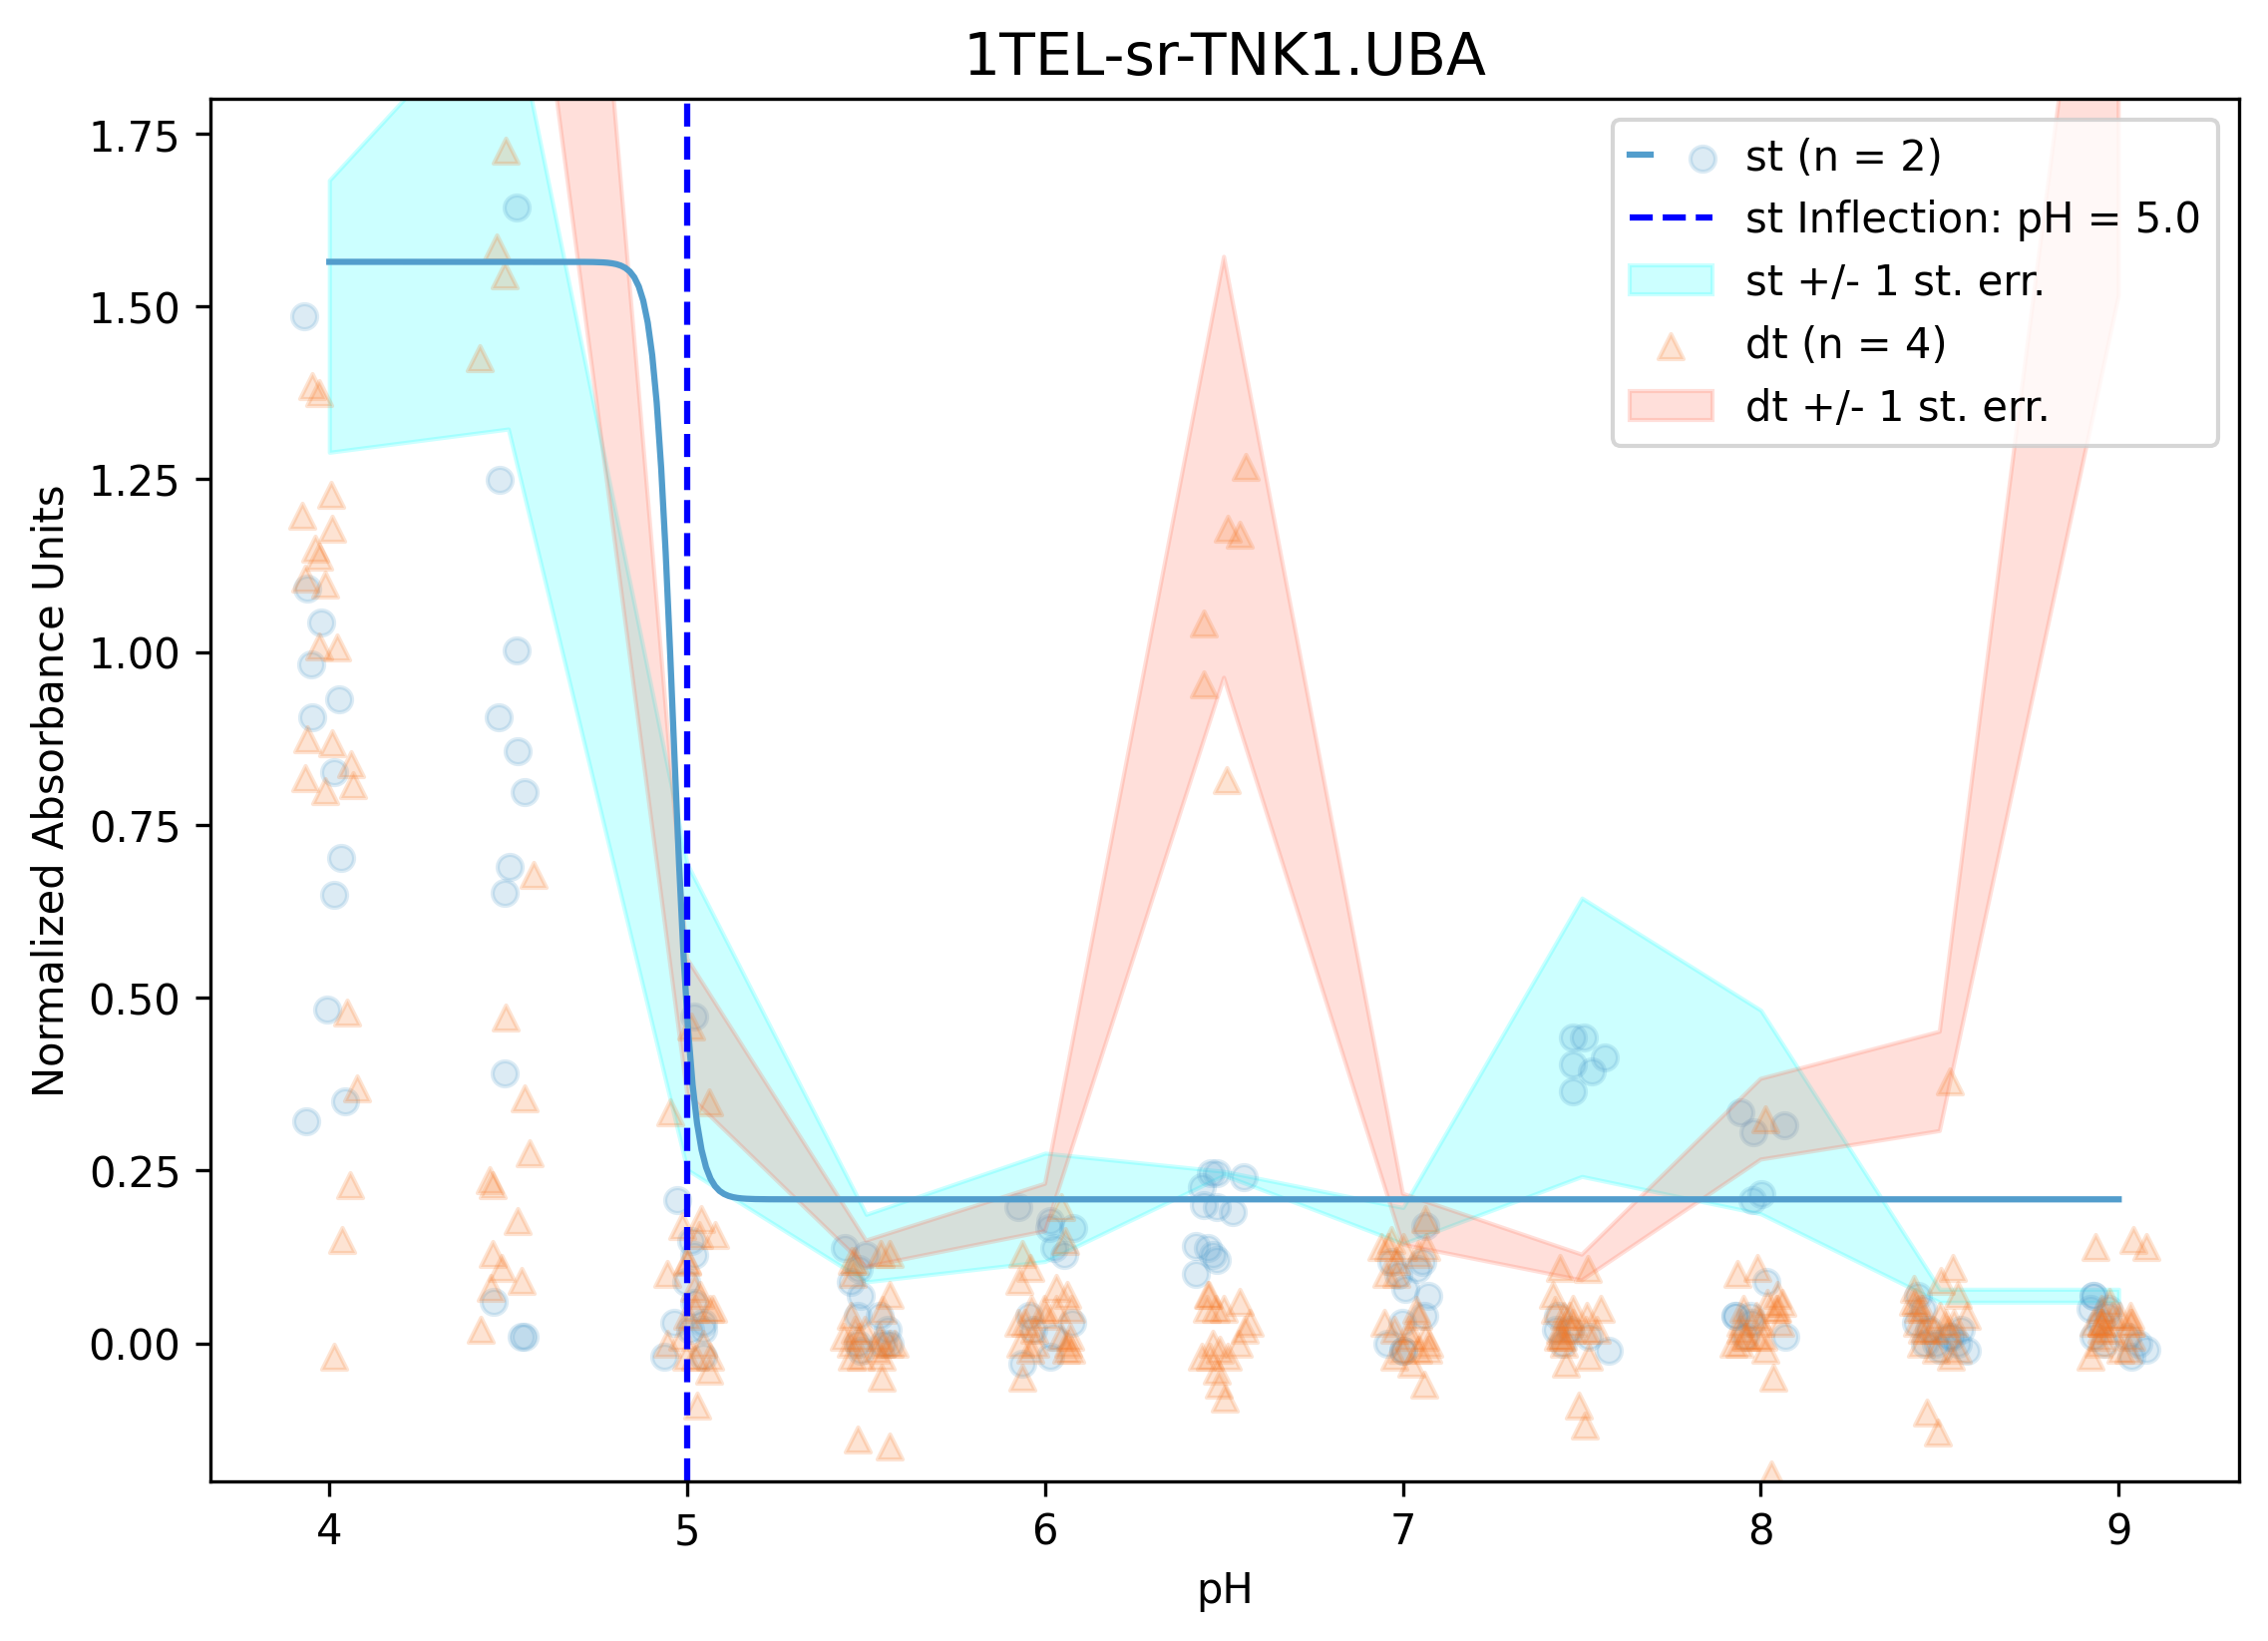 1TEL-sr-TNK1.UBA
Normalized Absorbance Units
1.75
1.50
1.25
1.00
0.75
0.50
0.25
0.00
st (n = 2)
st Inflection: pH = 5.0
st +/- 1 st. err.
dt (n = 4)
dt +/- 1 st. err.
4 5 6 7 8 9
pH